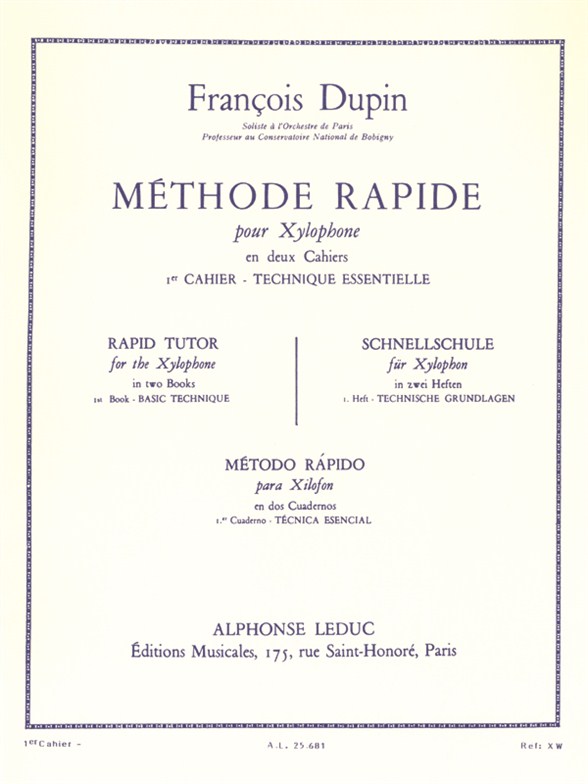 François Dupin
Soliste à l'Orchestre de Paris
Professeur au Conservatoire National de Bobigny
MÉTHODE RAPIDE
pour Xylophone
en deux Cahiers
1er CAHIER - TECHNIQUE ESSENTIELLE
RAPID TUTOR
for the Xylophone
in two Books
1st Book - BASIC TECHNIQUE
SCHNELLSCHULE
für Xylophon
in zwei Heften
1. Heft - TECHNISCHE GRUNDLAGEN
MÉTODO RÁPIDO
para Xilofon
en dos Cuadernos
1.er Cuaderno - TÉCNICA ESENCIAL
ALPHONSE LEDUC
Éditions Musicales, 175, rue Saint-Honoré, Paris
1erCahier - A.L. 25.681 Ref: XW